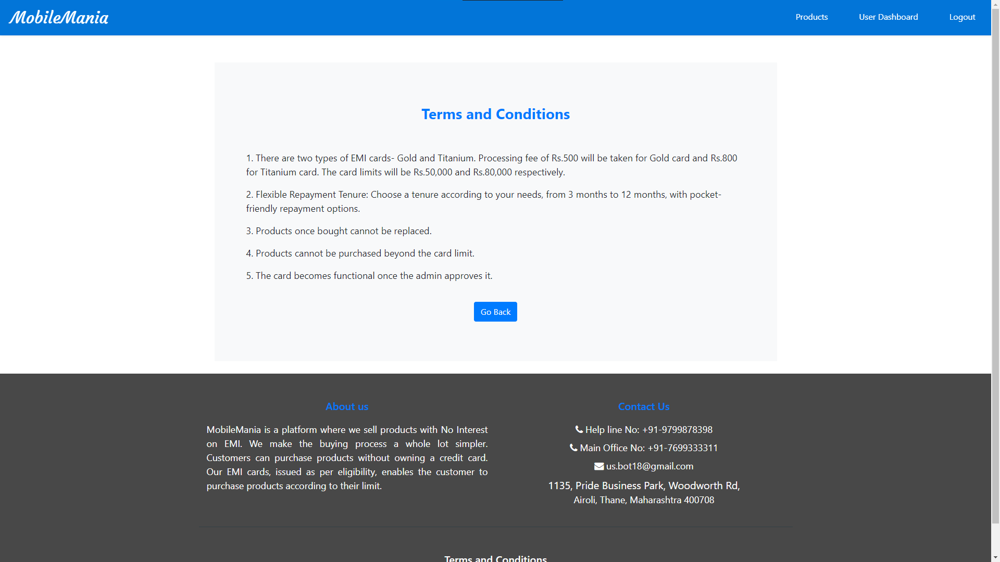 MobileMania
Products
User Dashboard
Logout
Terms and Conditions
1. There are two types of EMI cards- Gold and Titanium. Processing fee of Rs.500 will be taken for Gold card and Rs.800
for Titanium card. The card limits will be Rs.50,000 and Rs.80,000 respectively.
2. Flexible Repayment Tenure: Choose a tenure according to your needs, from 3 months to 12 months, with pocket-
friendly repayment options.
3. Products once bought cannot be replaced.
4. Products cannot be purchased beyond the card limit.
5. The card becomes functional once the admin approves it.
Go Back
About us
MobileMania is a platform where we sell products with No Interest
on EMI. We make the buying process a whole lot simpler.
Customers can purchase products without owning a credit card.
Our EMI cards, issued as per eligibility, enables the customer to
purchase products according to their limit.
Contact Us
Help line No: +91-9799878398
Main Office No: +91-7699333311
us.bot18@gmail.com
1135, Pride Business Park, Woodworth Rd,
Airoli, Thane, Maharashtra 400708
Terms and Conditions